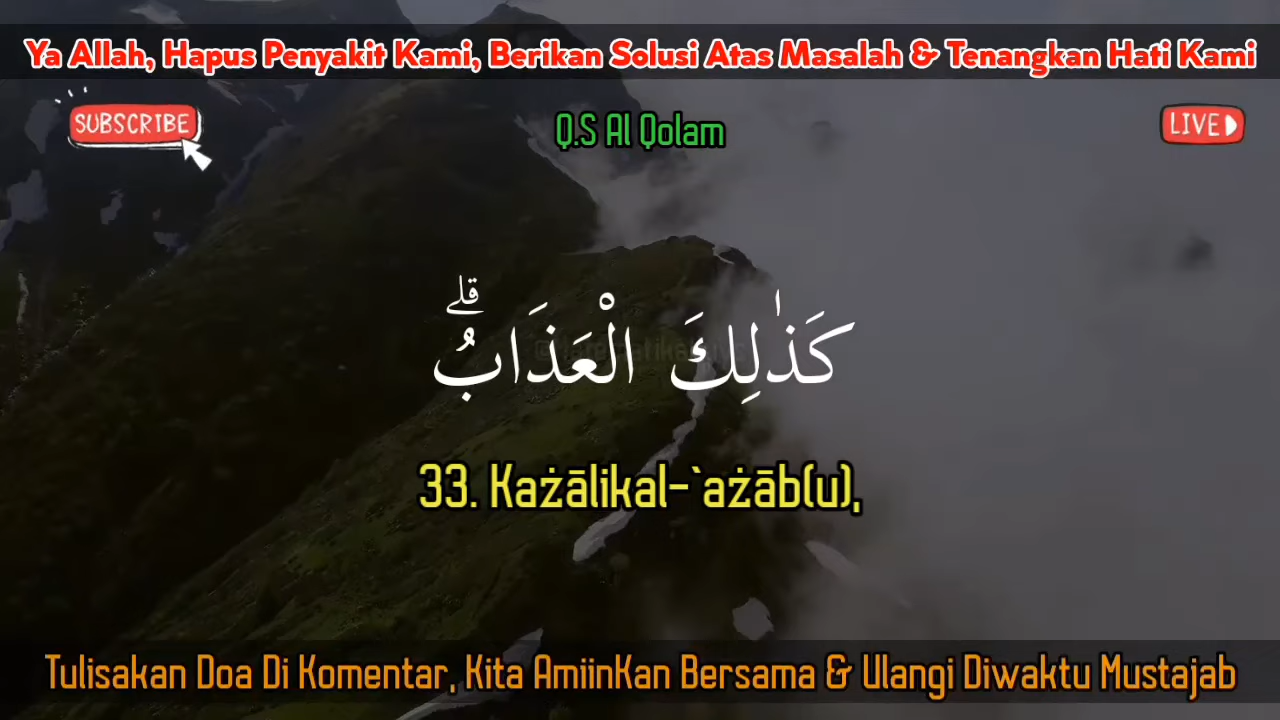 Ya Allah, Hapus Penyakit Kami, Berikan Solusi Atas Masalah & Tenangkan Hati Kami
SUBSCRIBE
Q.S Al Qolam
LIVE
كَذٰلِكَ الْعَذَابُۗ
33. Każālikal-`ażāb(u),
Tulisakan Doa Di Komentar, Kita AmiinKan Bersama & Ulangi Diwaktu Mustajab